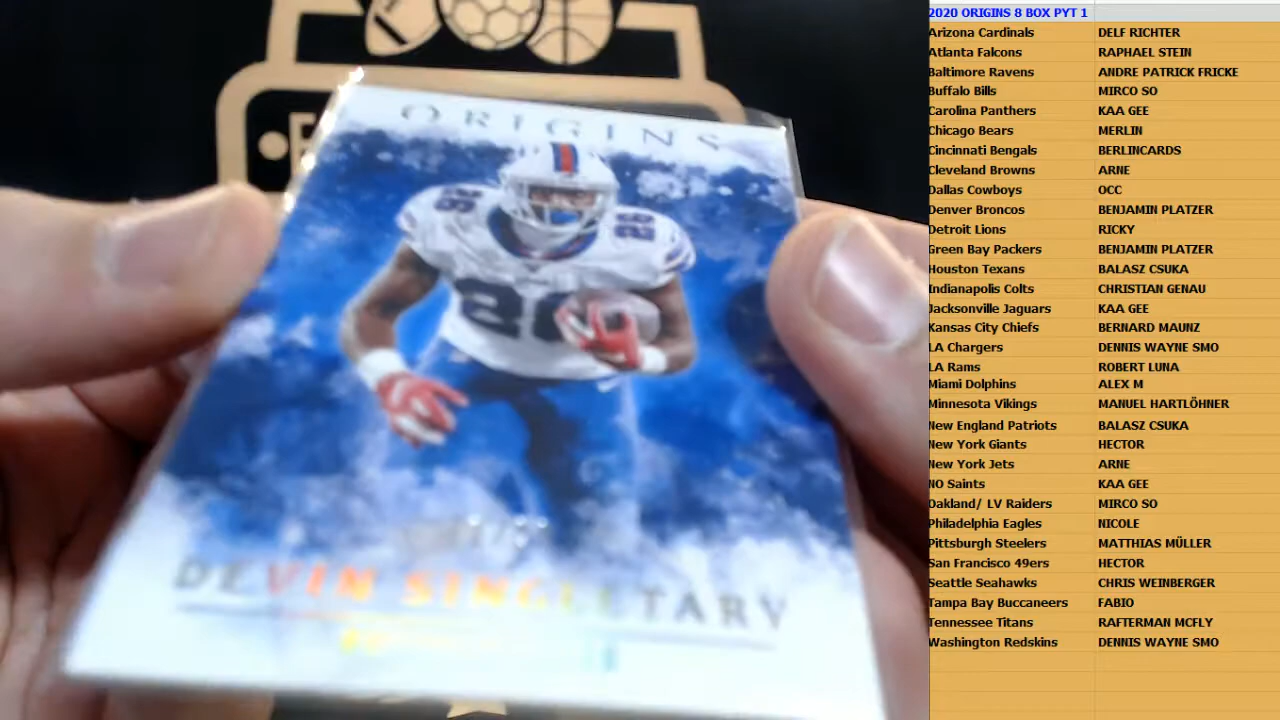 ORIGINS
26
26
26
DEVIN SINGLETARY
2020 ORIGINS 8 BOX PYT 1
Arizona Cardinals DELF RICHTER
Atlanta Falcons RAPHAEL STEIN
Baltimore Ravens ANDRE PATRICK FRICKE
Buffalo Bills MIRCO SO
Carolina Panthers KAA GEE
Chicago Bears MERLIN
Cincinnati Bengals BERLINCARDS
Cleveland Browns ARNE
Dallas Cowboys OCC
Denver Broncos BENJAMIN PLATZER
Detroit Lions RICKY
Green Bay Packers BENJAMIN PLATZER
Houston Texans BALASZ CSUKA
Indianapolis Colts CHRISTIAN GENAU
Jacksonville Jaguars KAA GEE
Kansas City Chiefs BERNARD MAUNZ
LA Chargers DENNIS WAYNE SMO
LA Rams ROBERT LUNA
Miami Dolphins ALEX M
Minnesota Vikings MANUEL HARTLÖHNER
New England Patriots BALASZ CSUKA
New York Giants HECTOR
New York Jets ARNE
NO Saints KAA GEE
Oakland/ LV Raiders MIRCO SO
Philadelphia Eagles NICOLE
Pittsburgh Steelers MATTHIAS MÜLLER
San Francisco 49ers HECTOR
Seattle Seahawks CHRIS WEINBERGER
Tampa Bay Buccaneers FABIO
Tennessee Titans RAFTERMAN MCFLY
Washington Redskins DENNIS WAYNE SMO